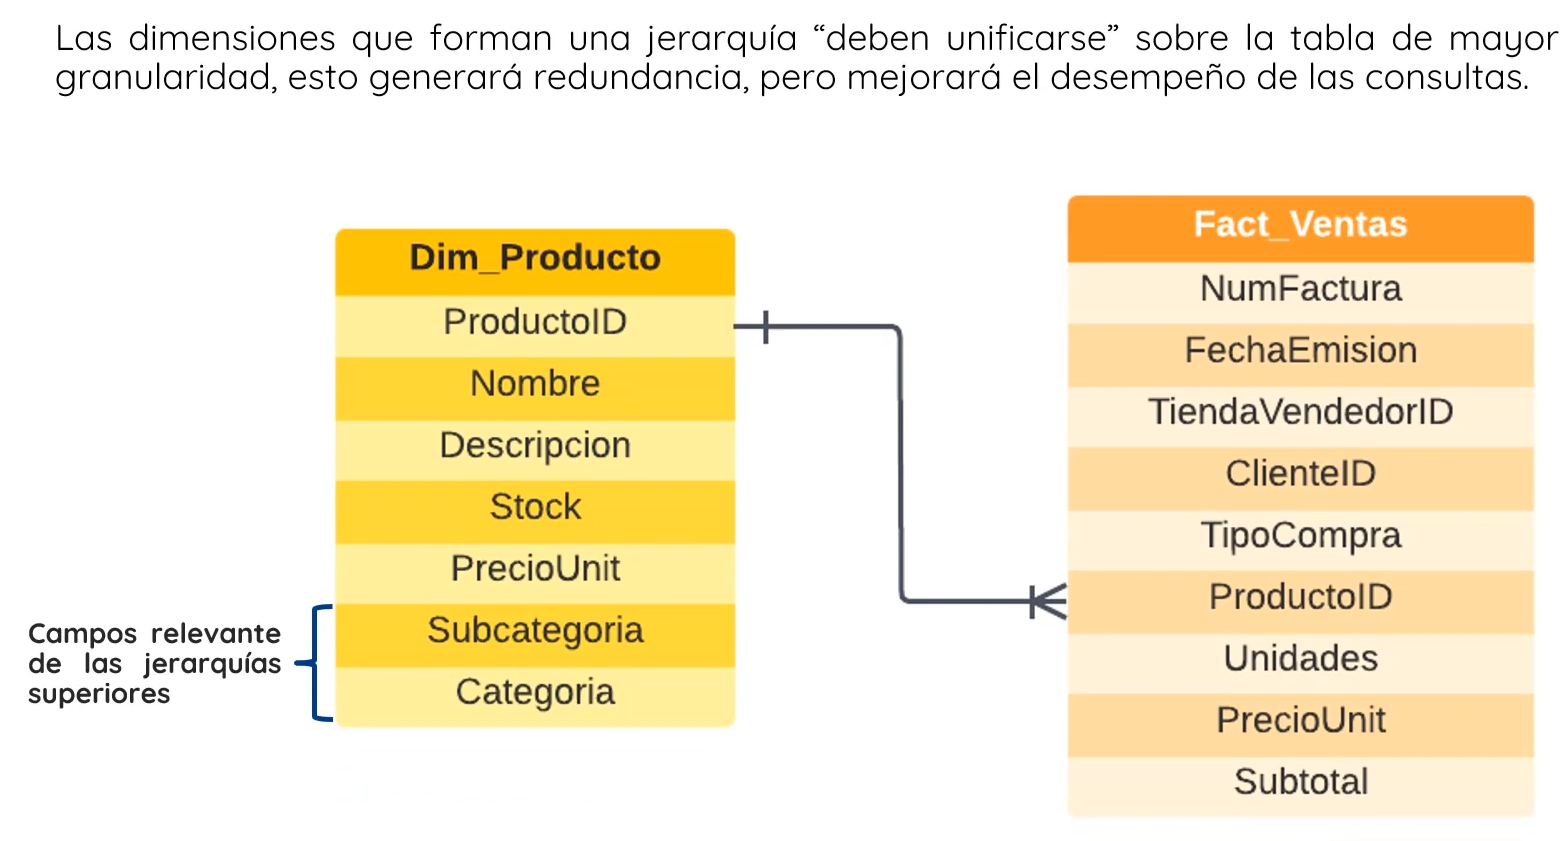 Las dimensiones que forman una jerarquía “deben unificarse” sobre la tabla de mayor
granularidad, esto generará redundancia, pero mejorará el desempeño de las consultas.
Dim_Producto
ProductoID
Nombre
Descripcion
Stock
PrecioUnit
Subcategoria
Categoria
Campos relevante
de las jerarquías
superiores
Fact_Ventas
NumFactura
FechaEmision
TiendaVendedorID
ClienteID
TipoCompra
ProductoID
Unidades
PrecioUnit
Subtotal